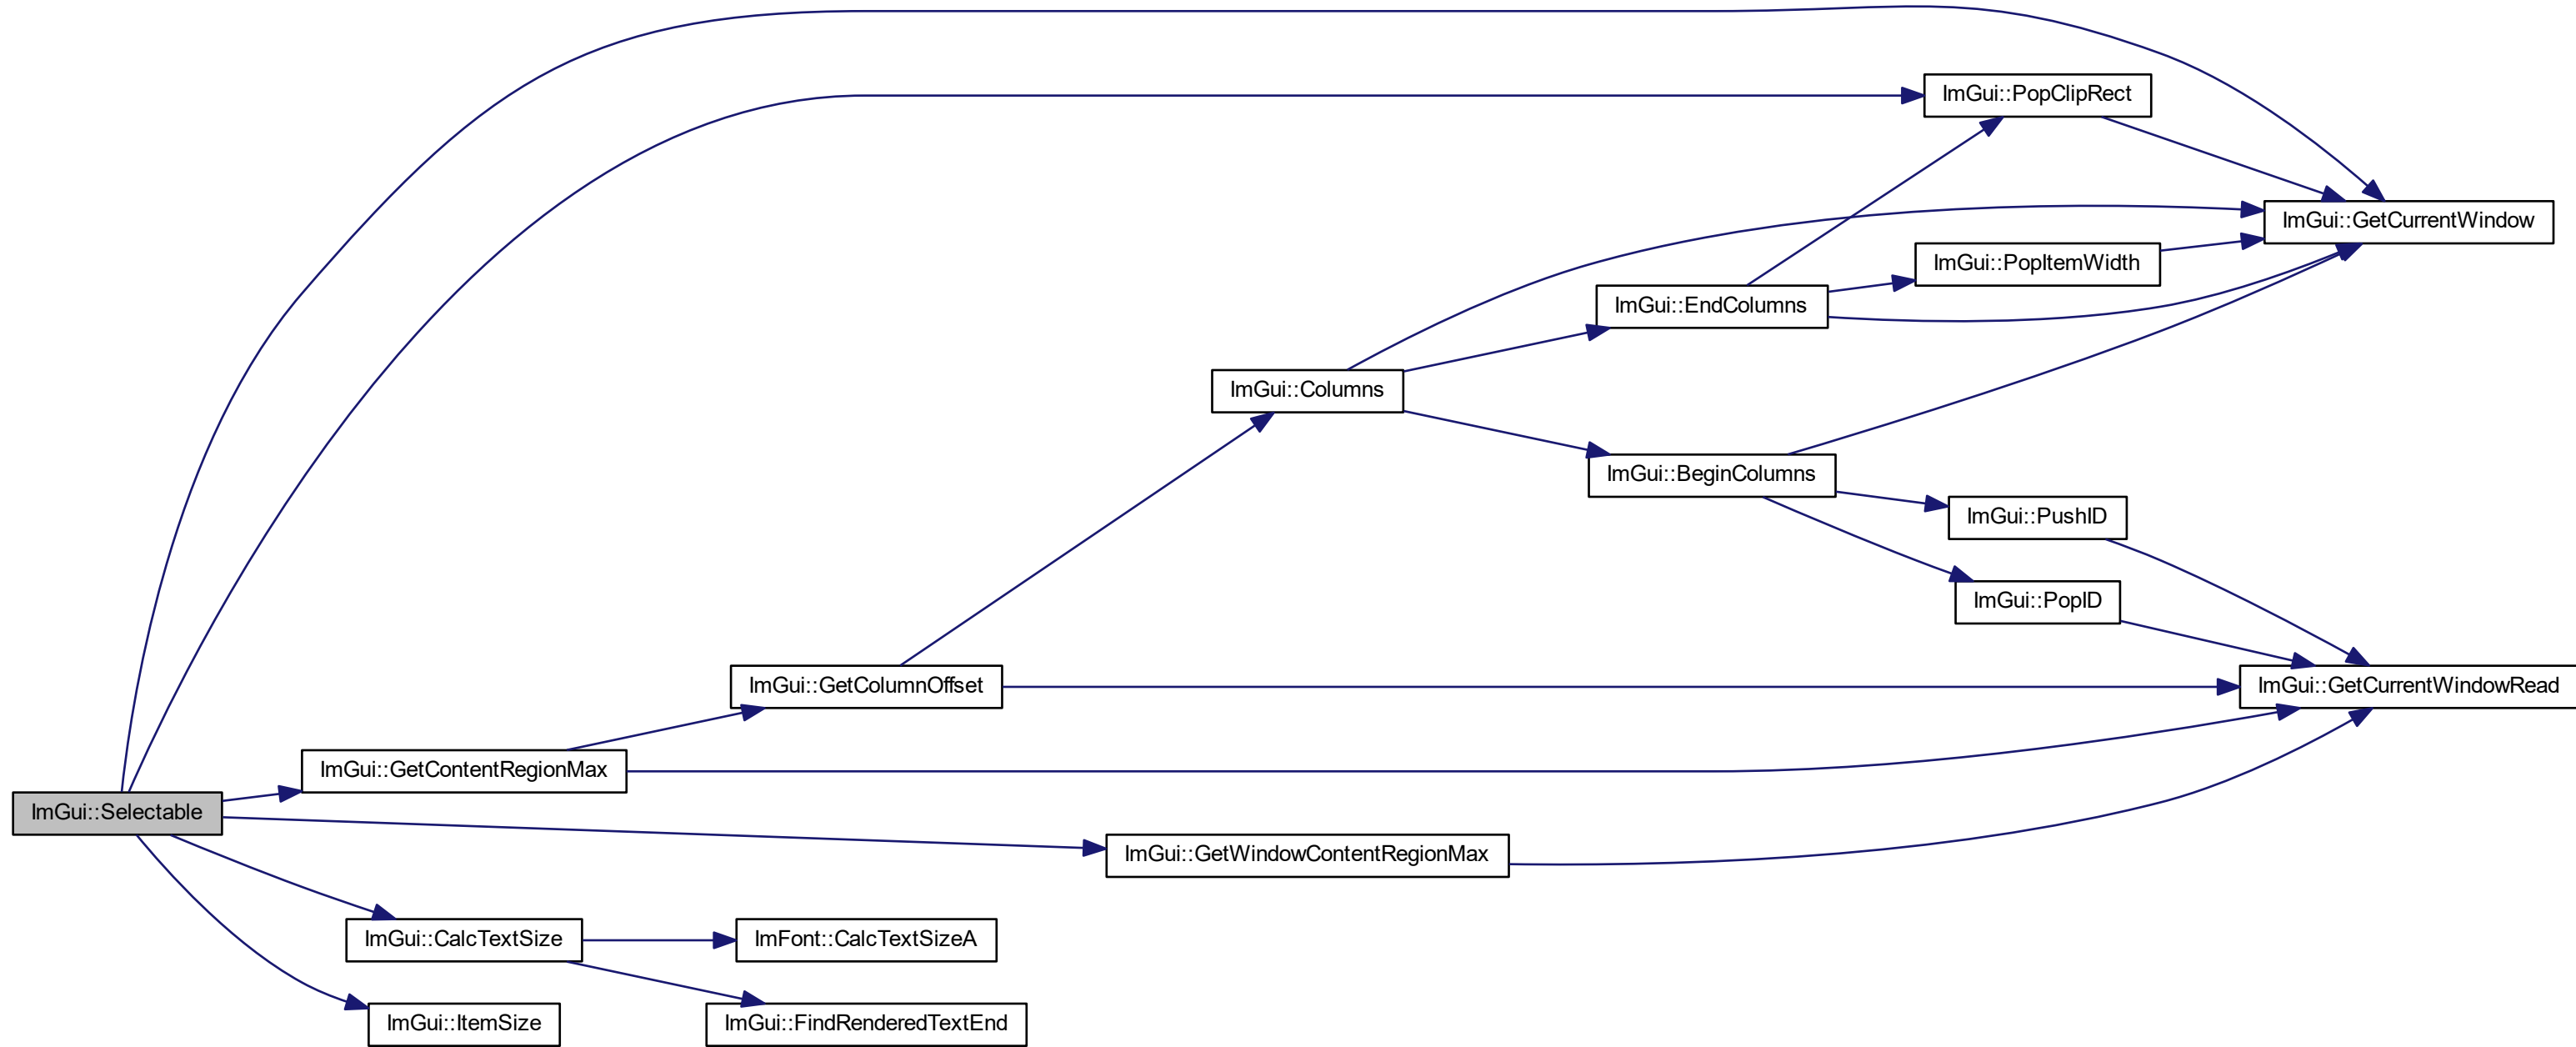 ImGui::PopClipRect
ImGui::GetCurrentWindow
ImGui::PopItemWidth
ImGui::EndColumns
ImGui::Columns
ImGui::BeginColumns
ImGui::PushID
ImGui::PopID
ImGui::GetColumnOffset
ImGui::GetCurrentWindowRead
ImGui::GetContentRegionMax
ImGui::Selectable
ImGui::GetWindowContentRegionMax
ImGui::CalcTextSize
ImFont::CalcTextSizeA
ImGui::ItemSize
ImGui::FindRenderedTextEnd